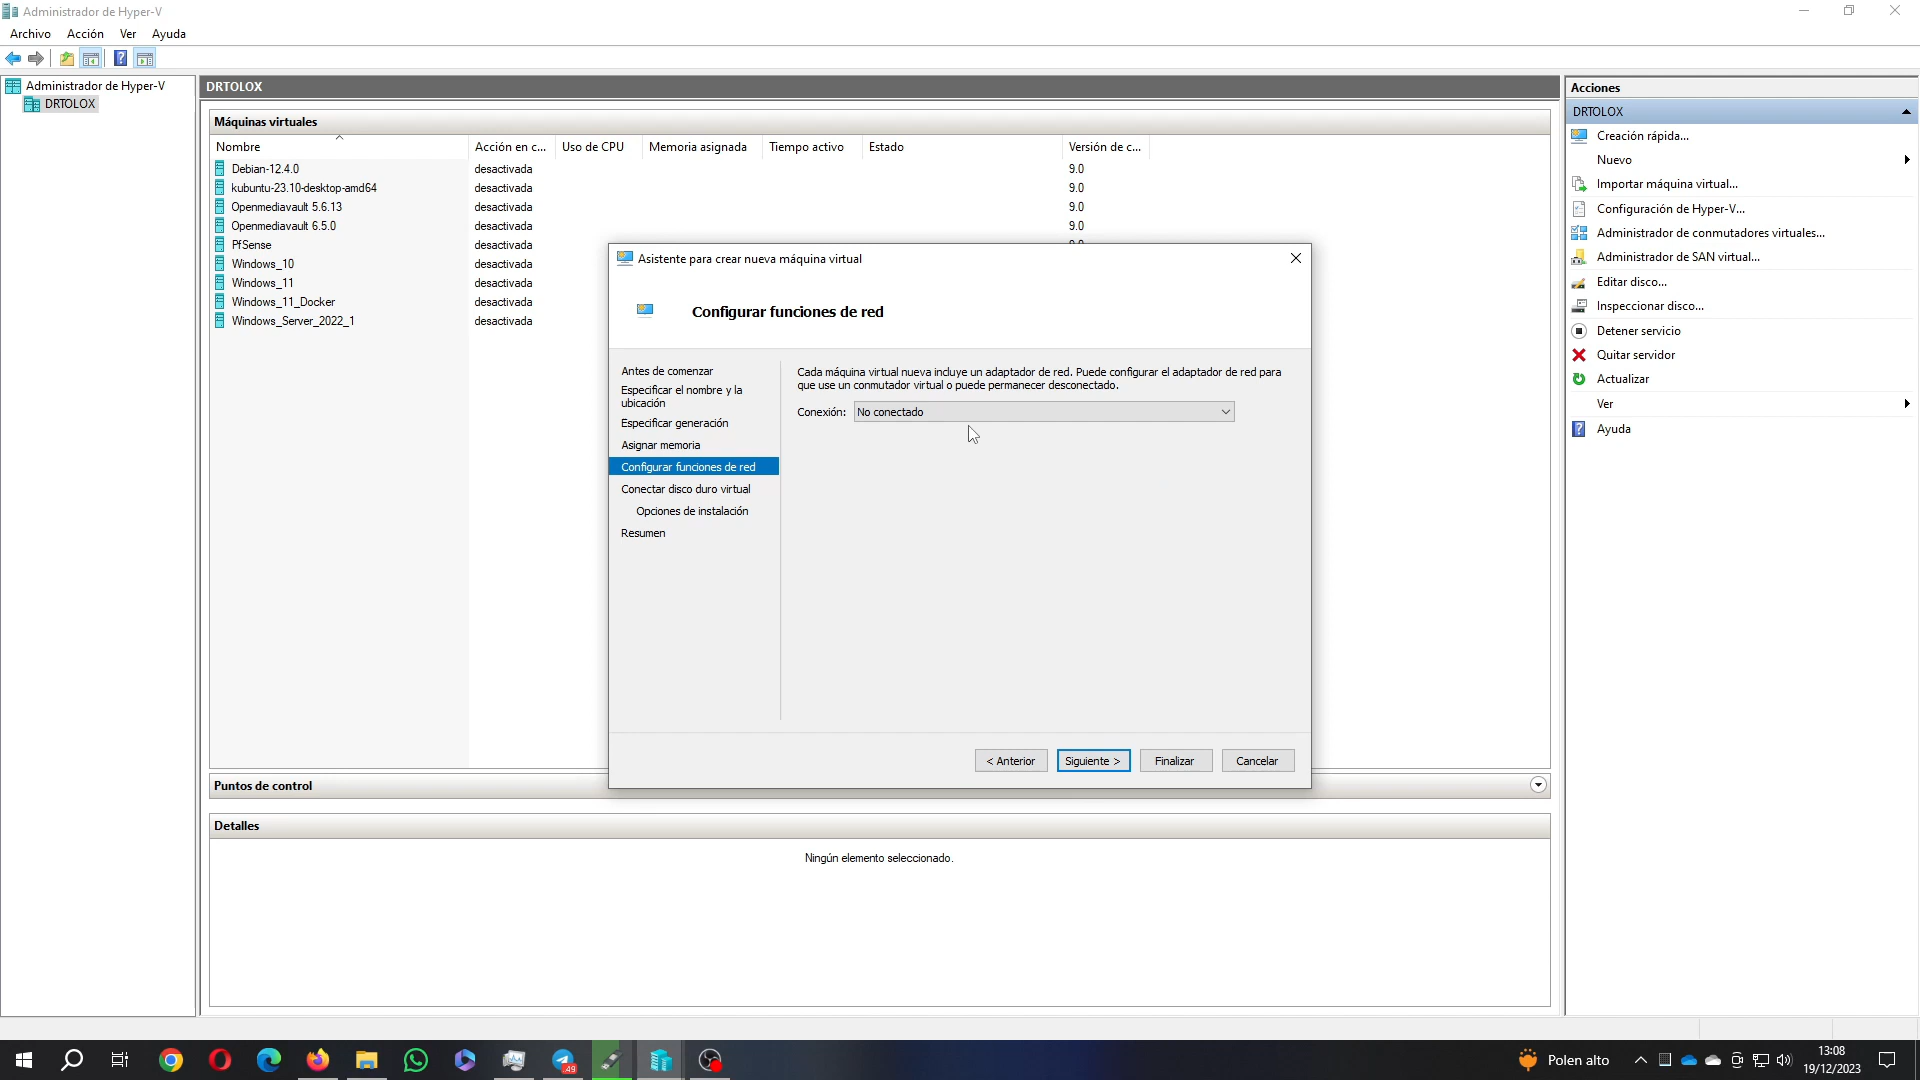 Administrador de Hyper-V
Archivo Acción Ver Ayuda
Administrador de Hyper-V
DRTOLOX
DRTOLOX
Máquinas virtuales
Nombre Acción en c... Uso de CPU Memoria asignada Tiempo activo Estado Versión de c...
Debian-12.4.0 desactivada 9.0
kubuntu-23.10-desktop-amd64 desactivada 9.0
Openmediavault 5.6.13 desactivada 9.0
Openmediavault 6.5.0 desactivada 9.0
PfSense desactivada 9.0
Windows_10 desactivada
Windows_11 desactivada
Windows_11_Docker desactivada
Windows_Server_2022_1 desactivada
Asistente para crear nueva máquina virtual
Configurar funciones de red
Antes de comenzar
Especificar el nombre y la
ubicación
Especificar generación
Asignar memoria
Configurar funciones de red
Conectar disco duro virtual
Opciones de instalación
Resumen
Cada máquina virtual nueva incluye un adaptador de red. Puede configurar el adaptador de red para
que use un conmutador virtual o puede permanecer desconectado.
Conexión: No conectado
< Anterior Siguiente > Finalizar Cancelar
Puntos de control
Detalles
Ningún elemento seleccionado.
Acciones
DRTOLOX
Creación rápida...
Nuevo
Importar máquina virtual...
Configuración de Hyper-V...
Administrador de conmutadores virtuales...
Administrador de SAN virtual...
Editar disco...
Inspeccionar disco...
Detener servicio
Quitar servidor
Actualizar
Ver
Ayuda
49
Polen alto
13:08
19/12/2023